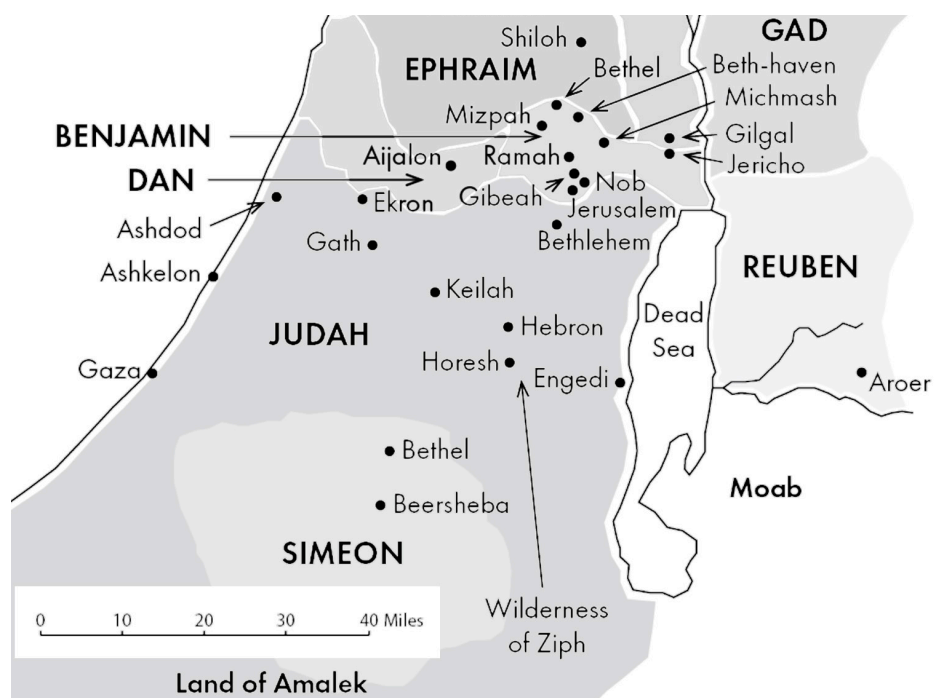 GAD
Shiloh
EPHRAIM
Bethel
Beth-haven
Michmash
Mizpah
BENJAMIN
Gilgal
Aijalon
Ramah
Jericho
DAN
Nob
Gibeah
Ekron
Jerusalem
Ashdod
Gath
Bethlehem
Ashkelon
REUBEN
Keilah
Dead
Sea
JUDAH
Hebron
Horesh
Gaza
Engedi
Aroer
Bethel
Moab
Beersheba
SIMEON
Wilderness
of Ziph
0 10 20 30 40 Miles
Land of Amalek